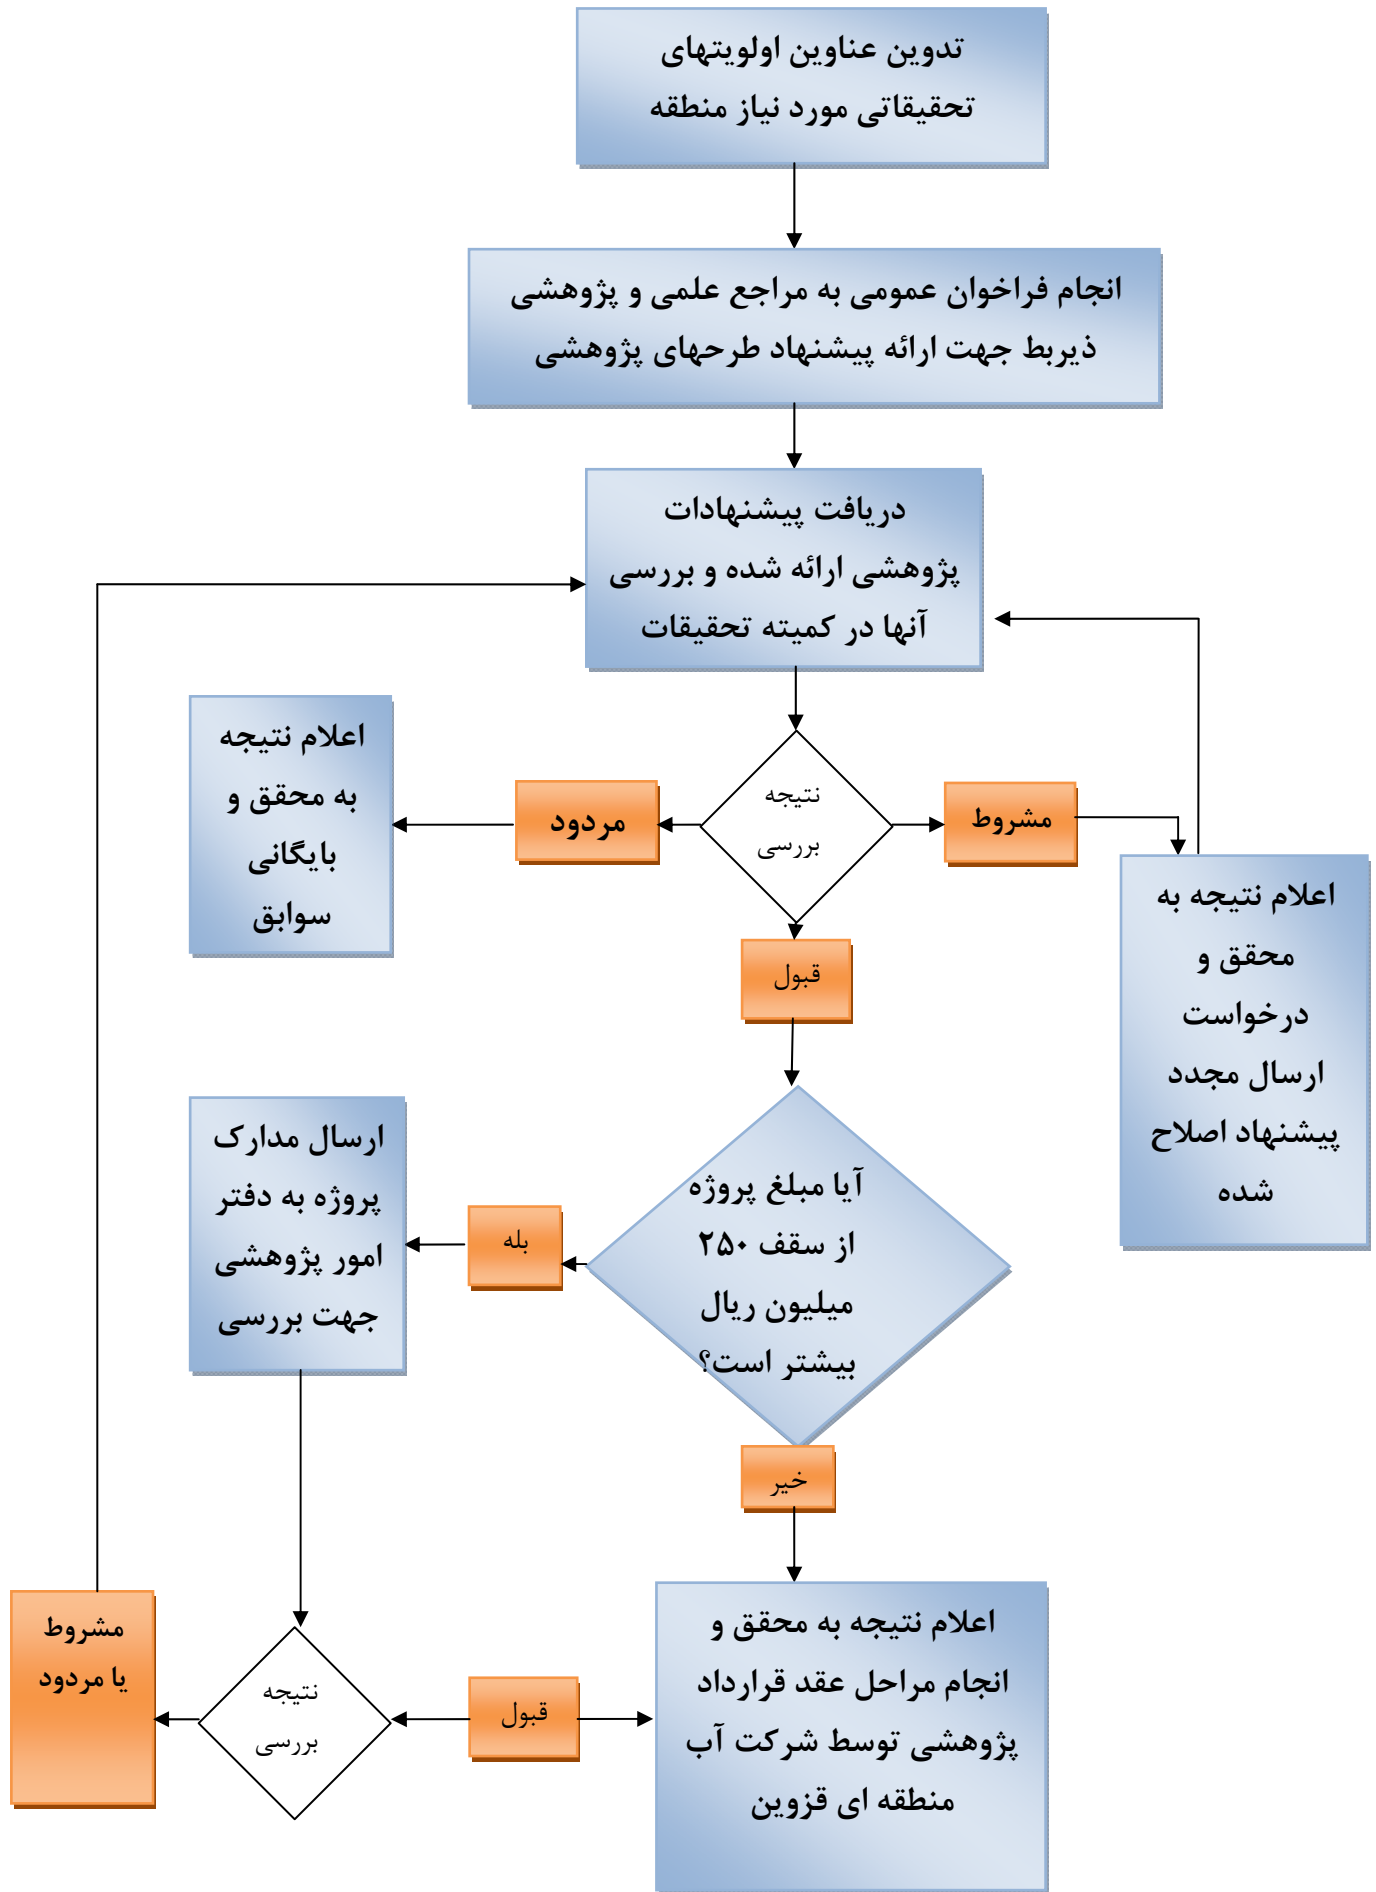 تدوین عناوین اولویتهای
تحقیقاتی مورد نیاز منطقه
انجام فراخوان عمومی به مراجع علمی و پژوهشی
ذیربط جهت ارائه پیشنهاد طرحهای پژوهشی
دریافت پیشنهادات
پژوهشی ارائه شده و بررسی
آنها در کمیته تحقیقات
نتیجه
بررسی
مشروط
مردود
اعلام نتیجه
به محقق و
بایگانی
سوابق
اعلام نتیجه به
محقق و
درخواست
ارسال مجدد
پیشنهاد اصلاح
شده
قبول
آیا مبلغ پروژه
از سقف ۲۵۰
میلیون ریال
بیشتر است؟
بله
ارسال مدارک
پروژه به دفتر
امور پژوهشی
جهت بررسی
خیر
اعلام نتیجه به محقق و
انجام مراحل عقد قرارداد
پژوهشی توسط شرکت آب
منطقه ای قزوین
قبول
نتیجه
بررسی
مشروط
یا مردود